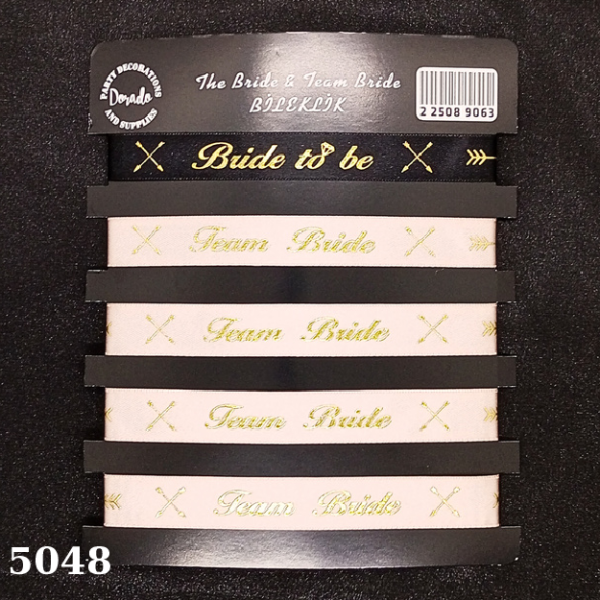 PARTY DECORATIONS
Dorado
AND SUPPLIES
The Bride & Team Bride
BİLEKLİK
2 2508 9063
Bride to be
Team Bride
Team Bride
Team Bride
Team Bride
5048